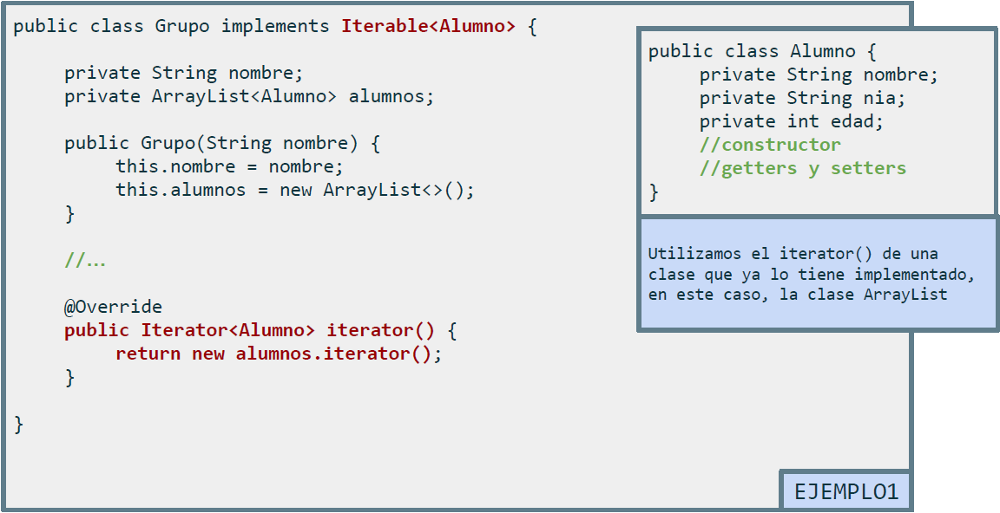 public class Grupo implements Iterable<Alumno> {
private String nombre;
private ArrayList<Alumno> alumnos;
public Grupo(String nombre) {
this.nombre = nombre;
this.alumnos = new ArrayList<>();
}
//...
@Override
public Iterator<Alumno> iterator() {
return new alumnos.iterator();
}
}
public class Alumno {
private String nombre;
private String nia;
private int edad;
//constructor
//getters y setters
}
Utilizamos el iterator() de una
clase que ya lo tiene implementado,
en este caso, la clase ArrayList
EJEMPLO1